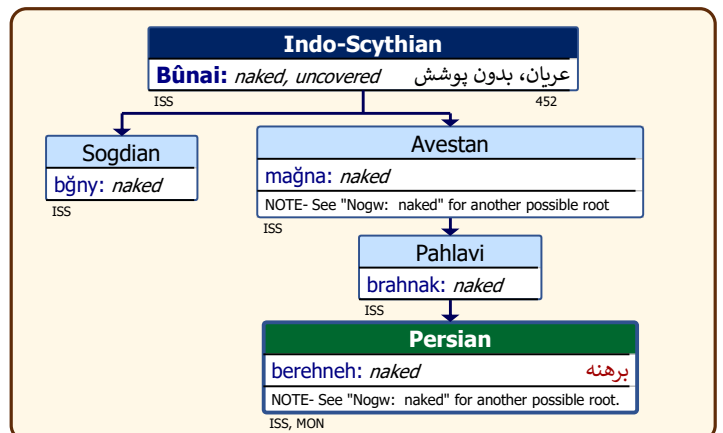 Indo-Scythian
Bûnai: naked, uncovered عریان، بدون پوشش
ISS 452
Sogdian
bğny: naked
ISS
Avestan
mağna: naked
NOTE- See "Nogw: naked" for another possible root
ISS
Pahlavi
brahnak: naked
ISS
Persian
berehneh: naked برهنه
NOTE- See "Nogw: naked" for another possible root.
ISS, MON